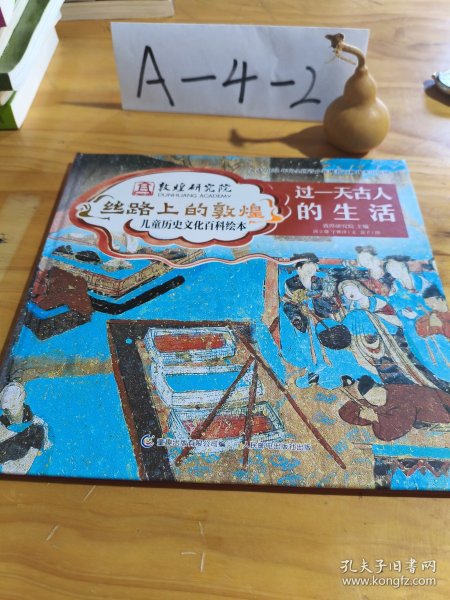 A-4-2
敦煌研究院
DUNHUANG ACADEMY
丝路上的敦煌
儿童历史文化百科绘本
过一天古人
的生活
敦煌研究院 主编
孔夫子旧书网
www.kongfz.com